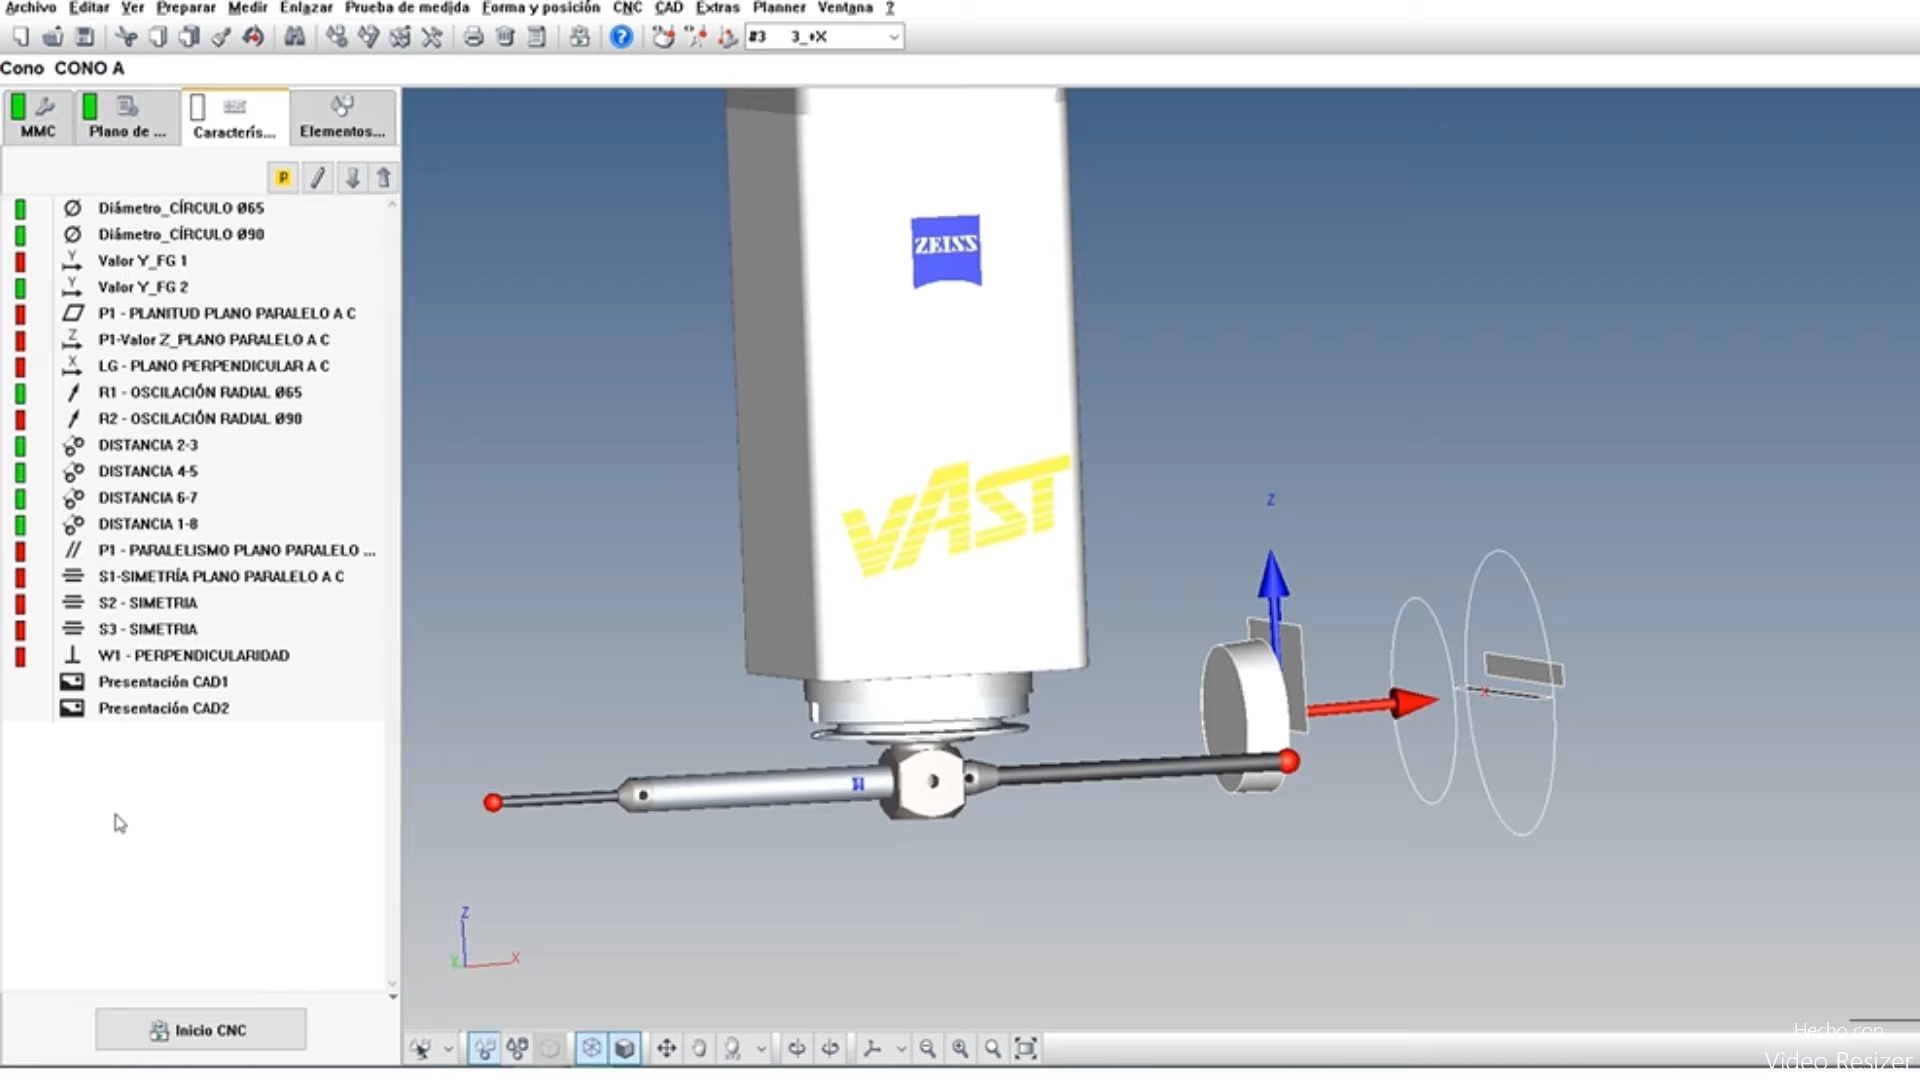 Archivo Editar Ver Preparar Medir Enlazar Prueba de medida Forma y posición CNC CAD Extras Planner Ventana ?
#3 3_+X
Cono CONO A
MMC
Plano de ...
Caracterís...
Elementos...
P
Diámetro_CÍRCULO Ø65
Diámetro_CÍRCULO Ø90
Y
Valor Y_FG 1
Y
Valor Y_FG 2
P1 - PLANITUD PLANO PARALELO A C
Z
P1-Valor Z_PLANO PARALELO A C
X
LG - PLANO PERPENDICULAR A C
R1 - OSCILACIÓN RADIAL Ø65
R2 - OSCILACIÓN RADIAL Ø90
DISTANCIA 2-3
DISTANCIA 4-5
DISTANCIA 6-7
DISTANCIA 1-8
P1 - PARALELISMO PLANO PARALELO ...
S1-SIMETRÍA PLANO PARALELO A C
S2 - SIMETRIA
S3 - SIMETRIA
W1 - PERPENDICULARIDAD
Presentación CAD1
Presentación CAD2
Inicio CNC
ZEISS
VAST
Z
X
Z
Y
X
Hecho con
Video Resizer